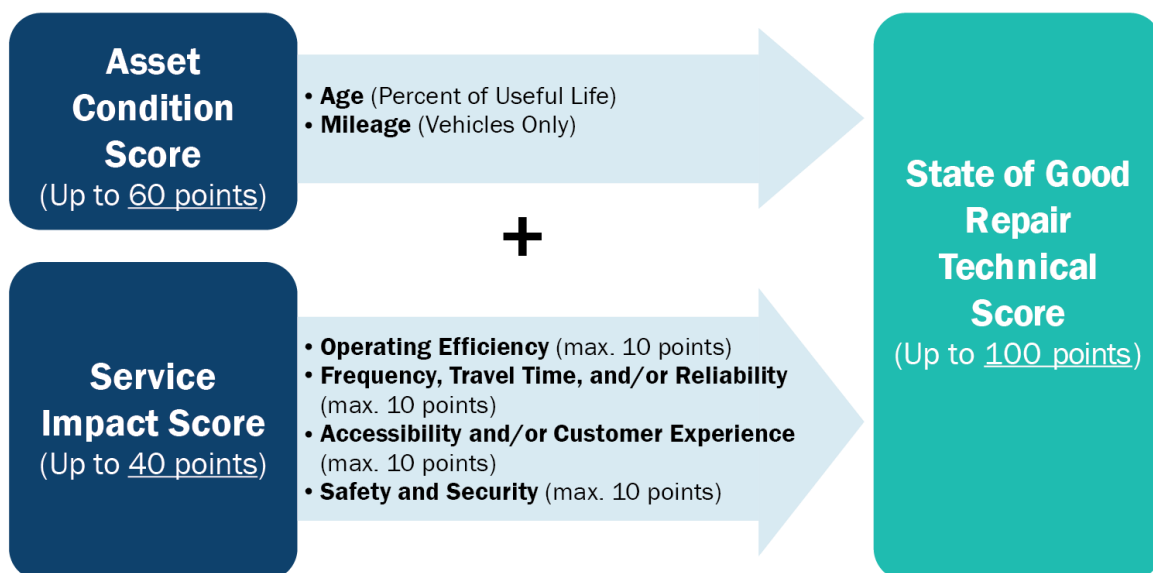 Asset
Condition
Score
(Up to 60 points)
• Age (Percent of Useful Life)
• Mileage (Vehicles Only)
+
Service
Impact Score
(Up to 40 points)
• Operating Efficiency (max. 10 points)
• Frequency, Travel Time, and/or Reliability
(max. 10 points)
• Accessibility and/or Customer Experience
(max. 10 points)
• Safety and Security (max. 10 points)
State of Good
Repair
Technical
Score
(Up to 100 points)